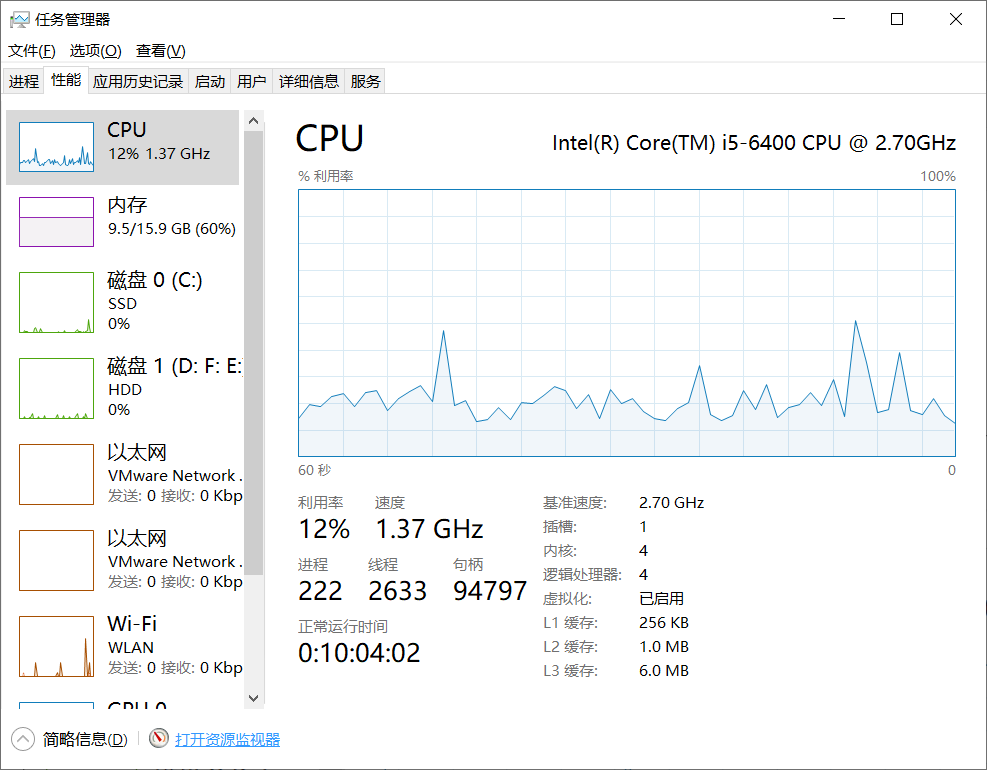 任务管理器
文件(F) 选项(O) 查看(V)
进程 性能 应用历史记录 启动 用户 详细信息 服务
CPU
12% 1.37 GHz
内存
9.5/15.9 GB (60%)
磁盘 0 (C:)
SSD
0%
磁盘 1 (D: F: E:
HDD
0%
以太网
VMware Network .
发送: 0 接收: 0 Kbp
以太网
VMware Network .
发送: 0 接收: 0 Kbp
Wi-Fi
WLAN
发送: 0 接收: 0 Kbp
CPU
Intel(R) Core(TM) i5-6400 CPU @ 2.70GHz
% 利用率 100%
60 秒 0
利用率 速度
12% 1.37 GHz
进程 线程 句柄
222 2633 94797
正常运行时间
0:10:04:02
基准速度: 2.70 GHz
插槽: 1
内核: 4
逻辑处理器: 4
虚拟化: 已启用
L1 缓存: 256 KB
L2 缓存: 1.0 MB
L3 缓存: 6.0 MB
简略信息(D) 打开资源监视器